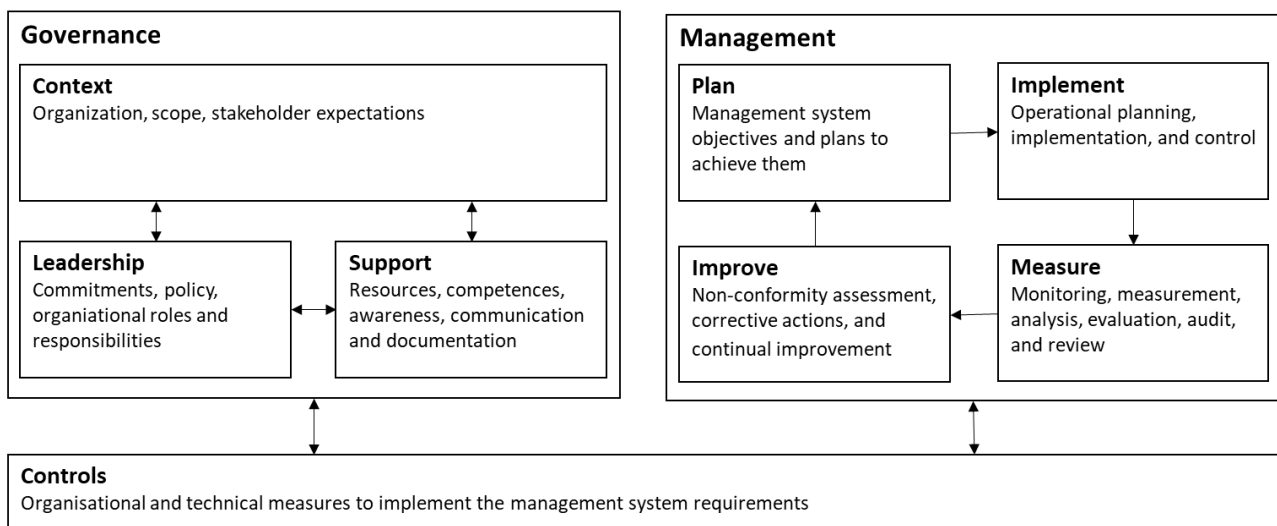 Governance
Context
Organization, scope, stakeholder expectations
Leadership
Commitments, policy,
organiational roles and
responsibilities
Support
Resources, competences,
awareness, communication
and documentation
Management
Plan
Management system
objectives and plans to
achieve them
Implement
Operational planning,
implementation, and control
Improve
Non-conformity assessment,
corrective actions, and
continual improvement
Measure
Monitoring, measurement,
analysis, evaluation, audit,
and review
Controls
Organisational and technical measures to implement the management system requirements